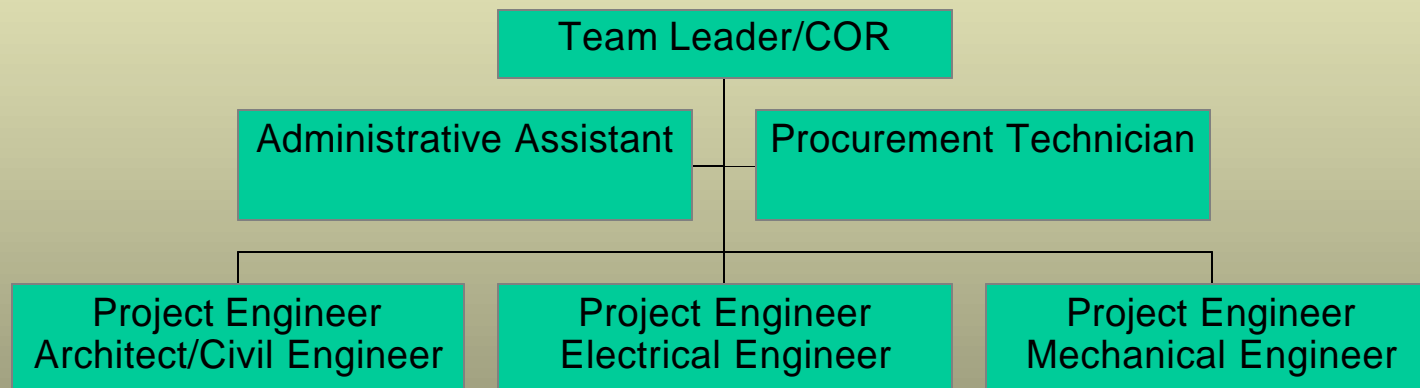 Team Leader/COR
Administrative Assistant
Procurement Technician
Project Engineer
Architect/Civil Engineer
Project Engineer
Electrical Engineer
Project Engineer
Mechanical Engineer